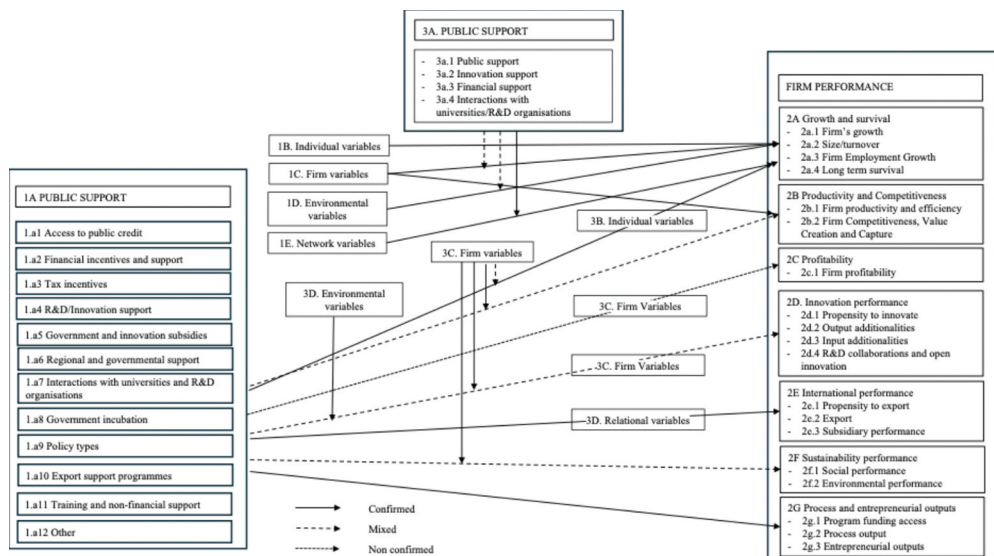 3A. PUBLIC SUPPORT
- 3a.1 Public support
- 3a.2 Innovation support
- 3a.3 Financial support
- 3a.4 Interactions with
universities/R&D organisations
1A PUBLIC SUPPORT
1.a1 Access to public credit
1.a2 Financial incentives and support
1.a3 Tax incentives
1.a4 R&D/Innovation support
1.a5 Government and innovation subsidies
1.a6 Regional and governmental support
1.a7 Interactions with universities and R&D
organisations
1.a8 Government incubation
1.a9 Policy types
1.a10 Export support programmes
1.a11 Training and non-financial support
1.a12 Other
1B. Individual variables
1C. Firm variables
1D. Environmental
variables
1E. Network variables
3B. Individual variables
3C. Firm variables
3D. Environmental
variables
3C. Firm Variables
3C. Firm Variables
3D. Relational variables
Confirmed
Mixed
Non confirmed
FIRM PERFORMANCE
2A Growth and survival
- 2a.1 Firm's growth
- 2a.2 Size/turnover
- 2a.3 Firm Employment Growth
- 2a.4 Long term survival
2B Productivity and Competitiveness
- 2b.1 Firm productivity and efficiency
- 2b.2 Firm Competitiveness, Value
Creation and Capture
2C Profitability
- 2c.1 Firm profitability
2D. Innovation performance
- 2d.1 Propensity to innovate
- 2d.2 Output additionalities
- 2d.3 Input additionalities
- 2d.4 R&D collaborations and open
innovation
2E International performance
- 2e.1 Propensity to export
- 2e.2 Export
- 2e.3 Subsidiary performance
2F Sustainability performance
- 2f.1 Social performance
- 2f.2 Environmental performance
2G Process and entrepreneurial outputs
- 2g.1 Program funding access
- 2g.2 Process output
- 2g.3 Entrepreneurial outputs